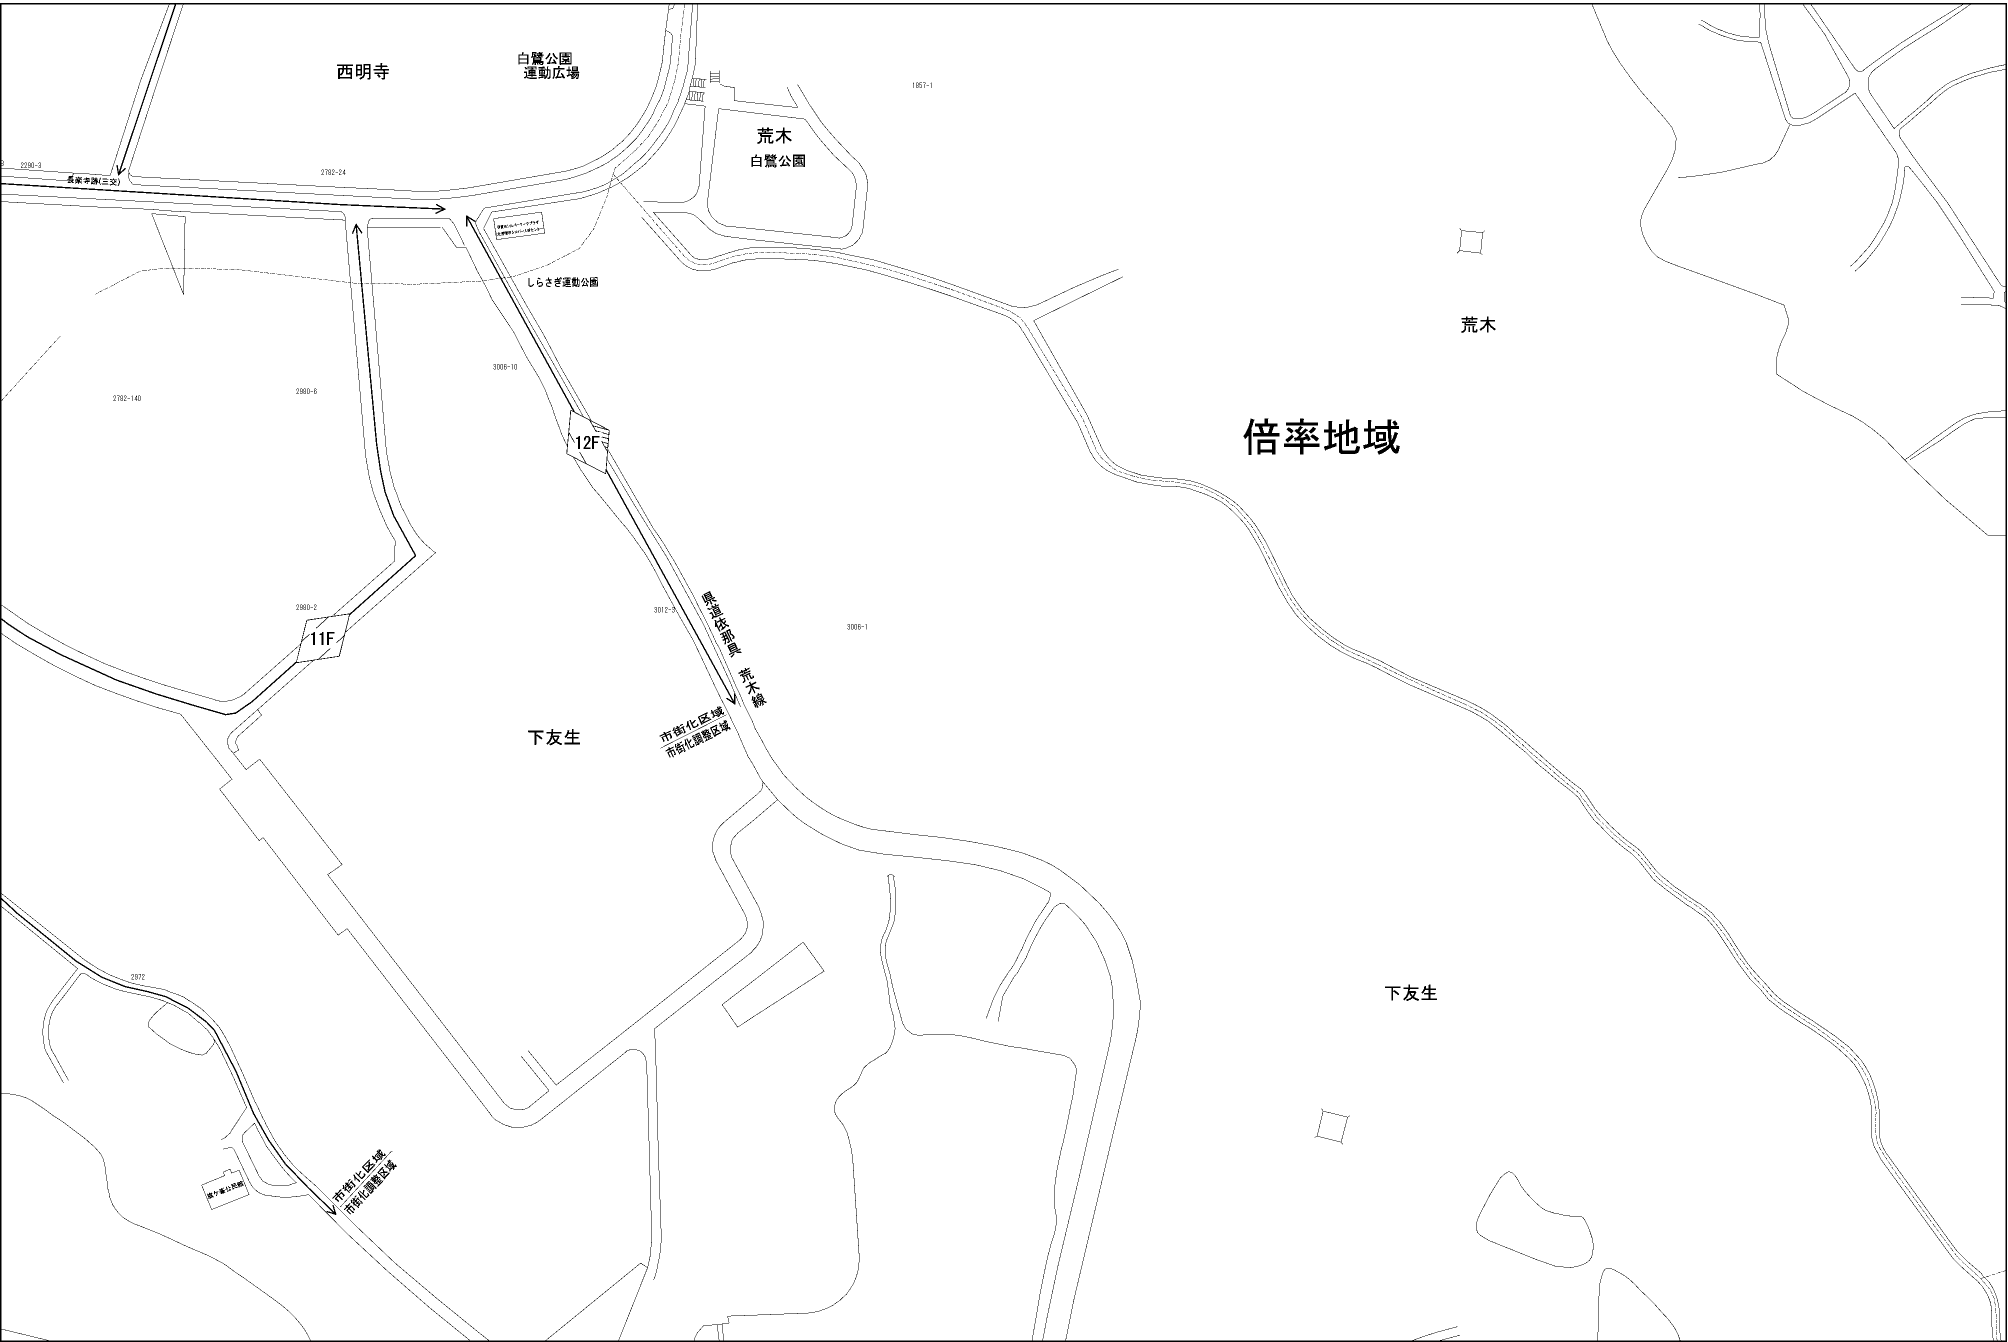 西明寺
白鷺公園
運動広場
1857-1
荒木
白鷺公園
2290-3
2782-24
長楽寺跡(三交)
しらさぎ運動公園
荒木
3006-10
2980-6
2782-140
倍率地域
12F
2980-2
11F
3012-3
県道依那具 荒木線
3006-1
市街化区域
市街化調整区域
下友生
2972
下友生
市街化区域
市街化調整区域